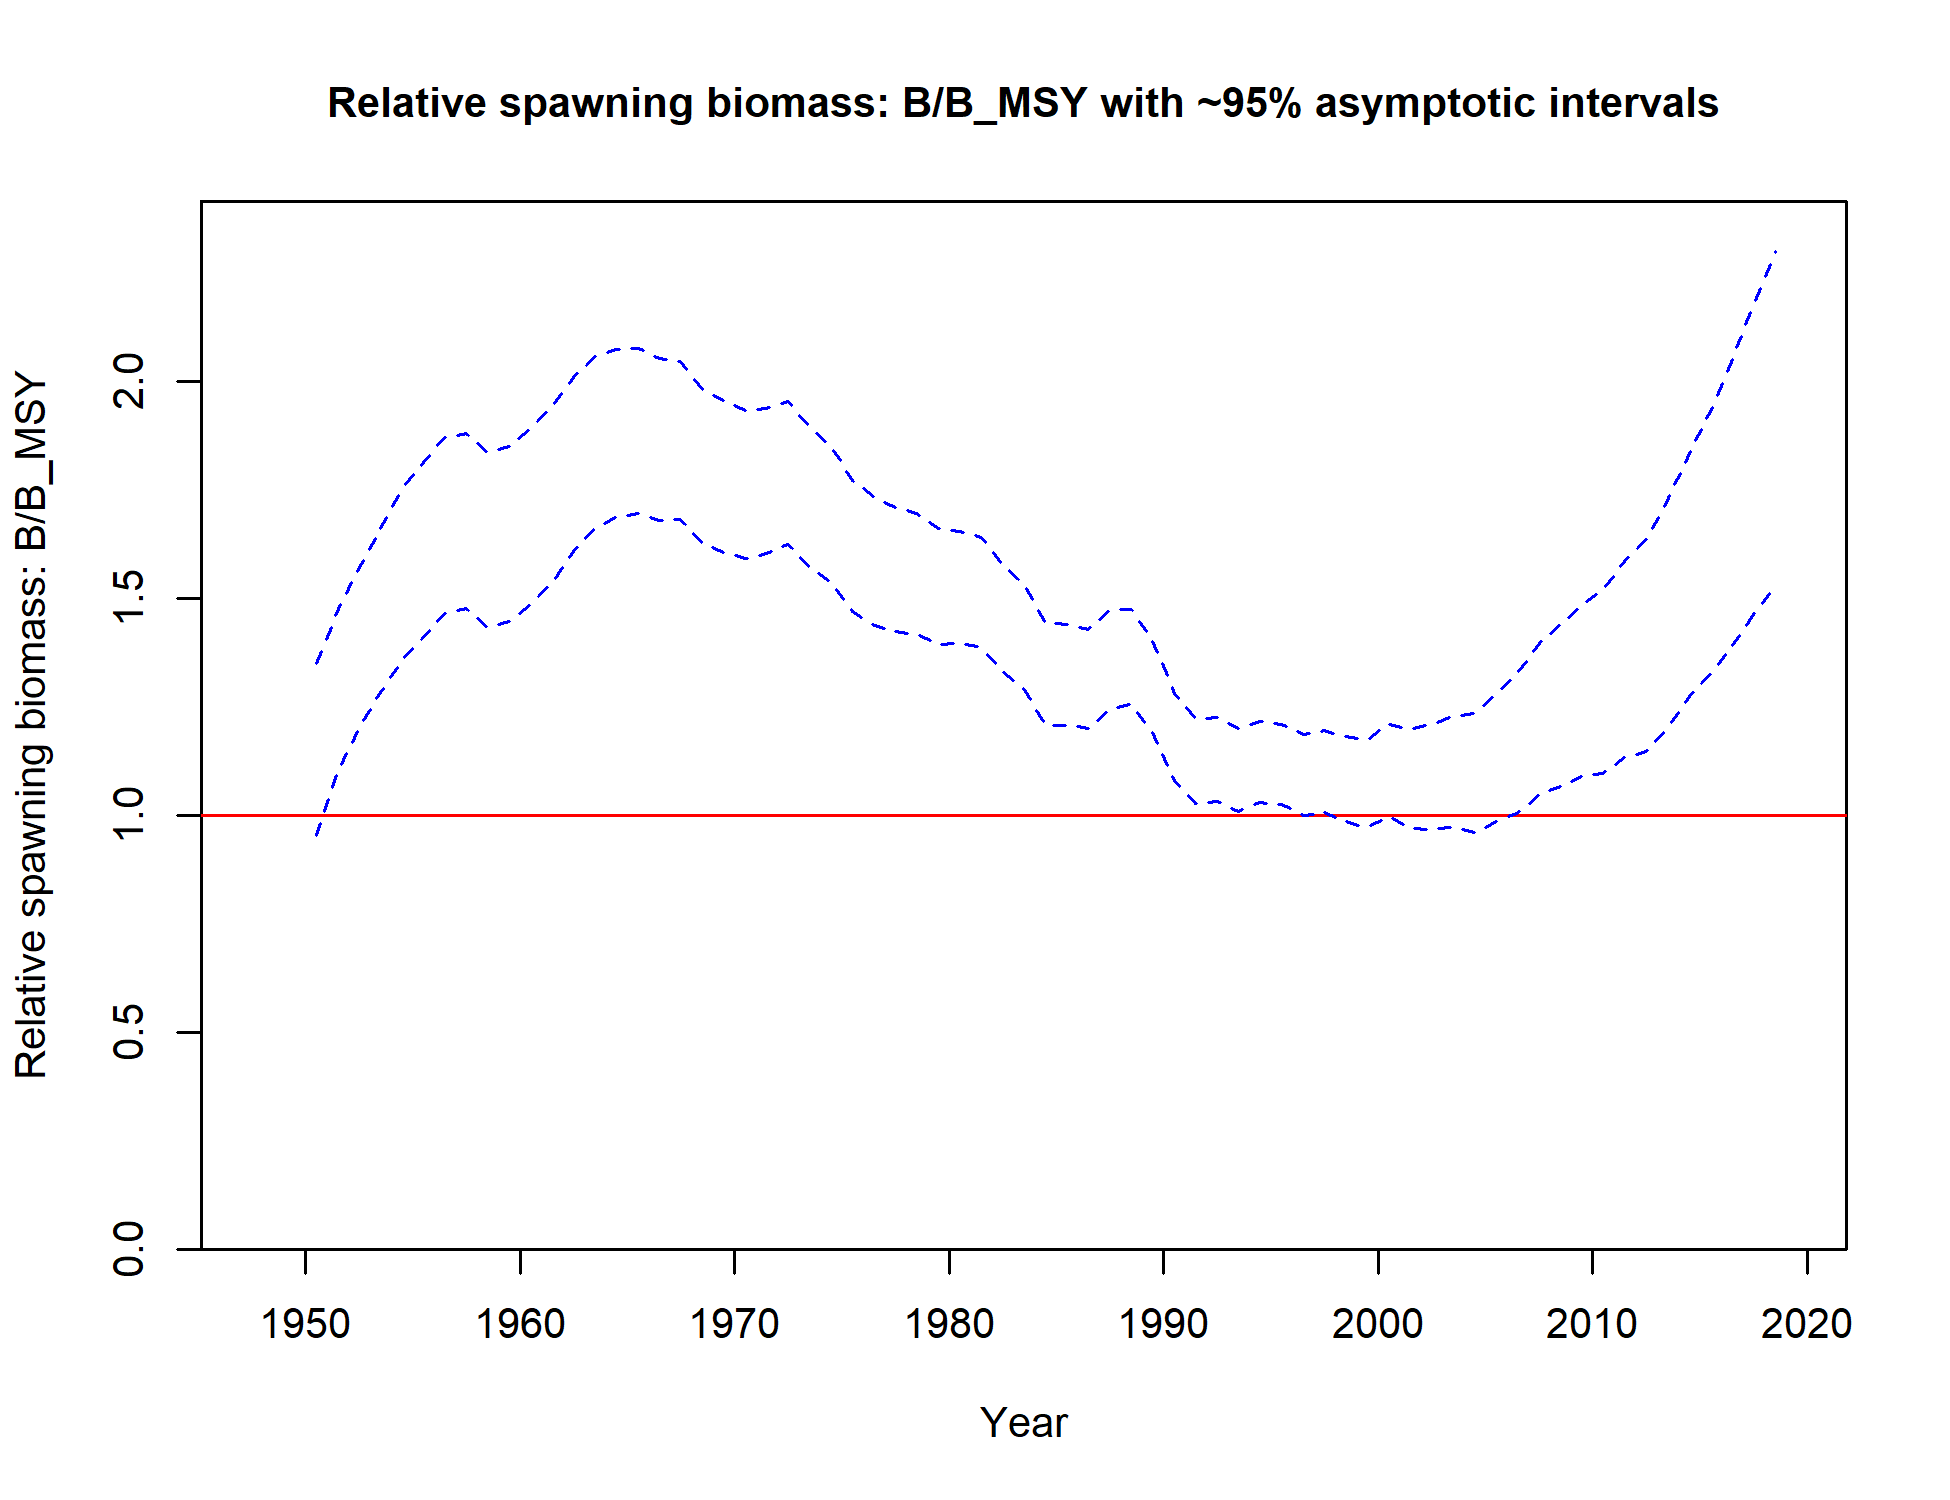 Relative spawning biomass: B/B_MSY with ~95% asymptotic intervals
Relative spawning biomass: B/B_MSY
2.0
1.5
1.0
0.5
0.0
1950 1960 1970 1980 1990 2000 2010 2020
Year